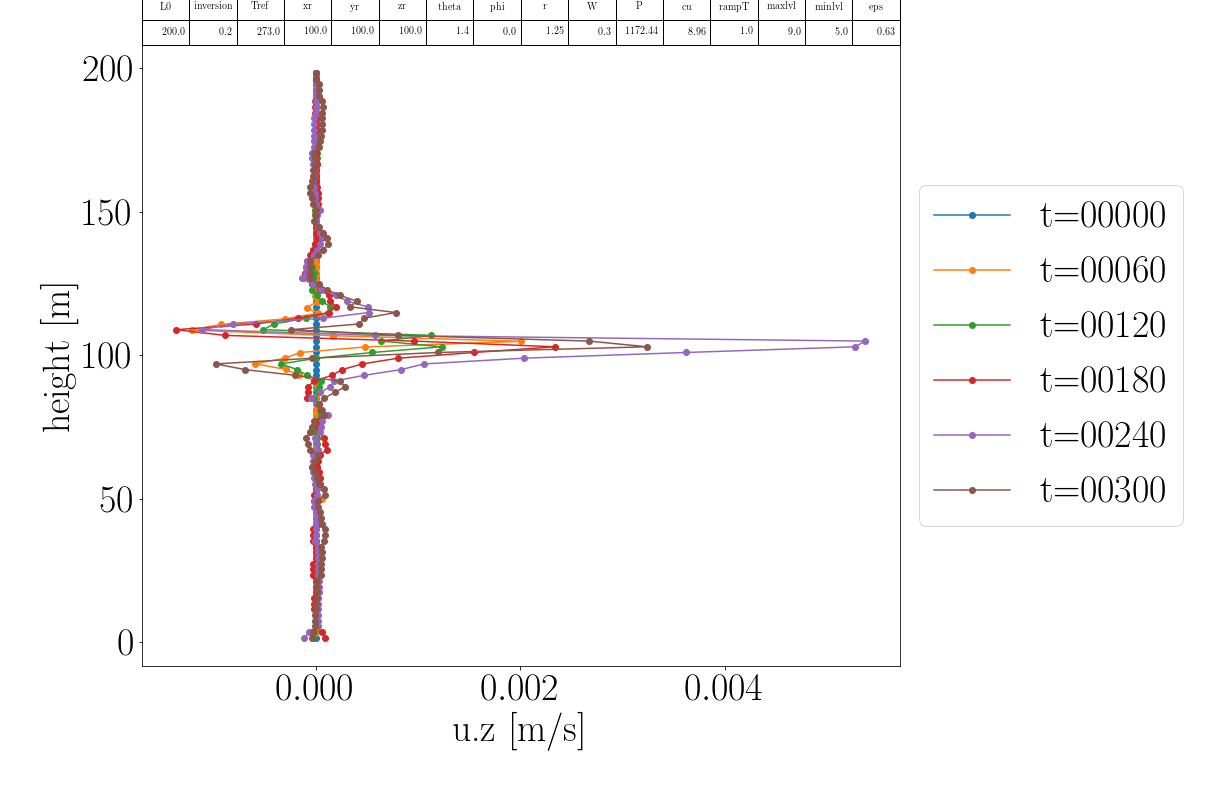 L0 inversion Tref xr yr zr theta phi r W P cu rampT maxlvl minlvl eps
200.0 0.2 273.0 100.0 100.0 100.0 1.4 0.0 1.25 0.3 1172.44 8.96 1.0 9.0 5.0 0.63
200
150
100
50
0
height [m]
0.000 0.002 0.004
u.z [m/s]
t=00000
t=00060
t=00120
t=00180
t=00240
t=00300